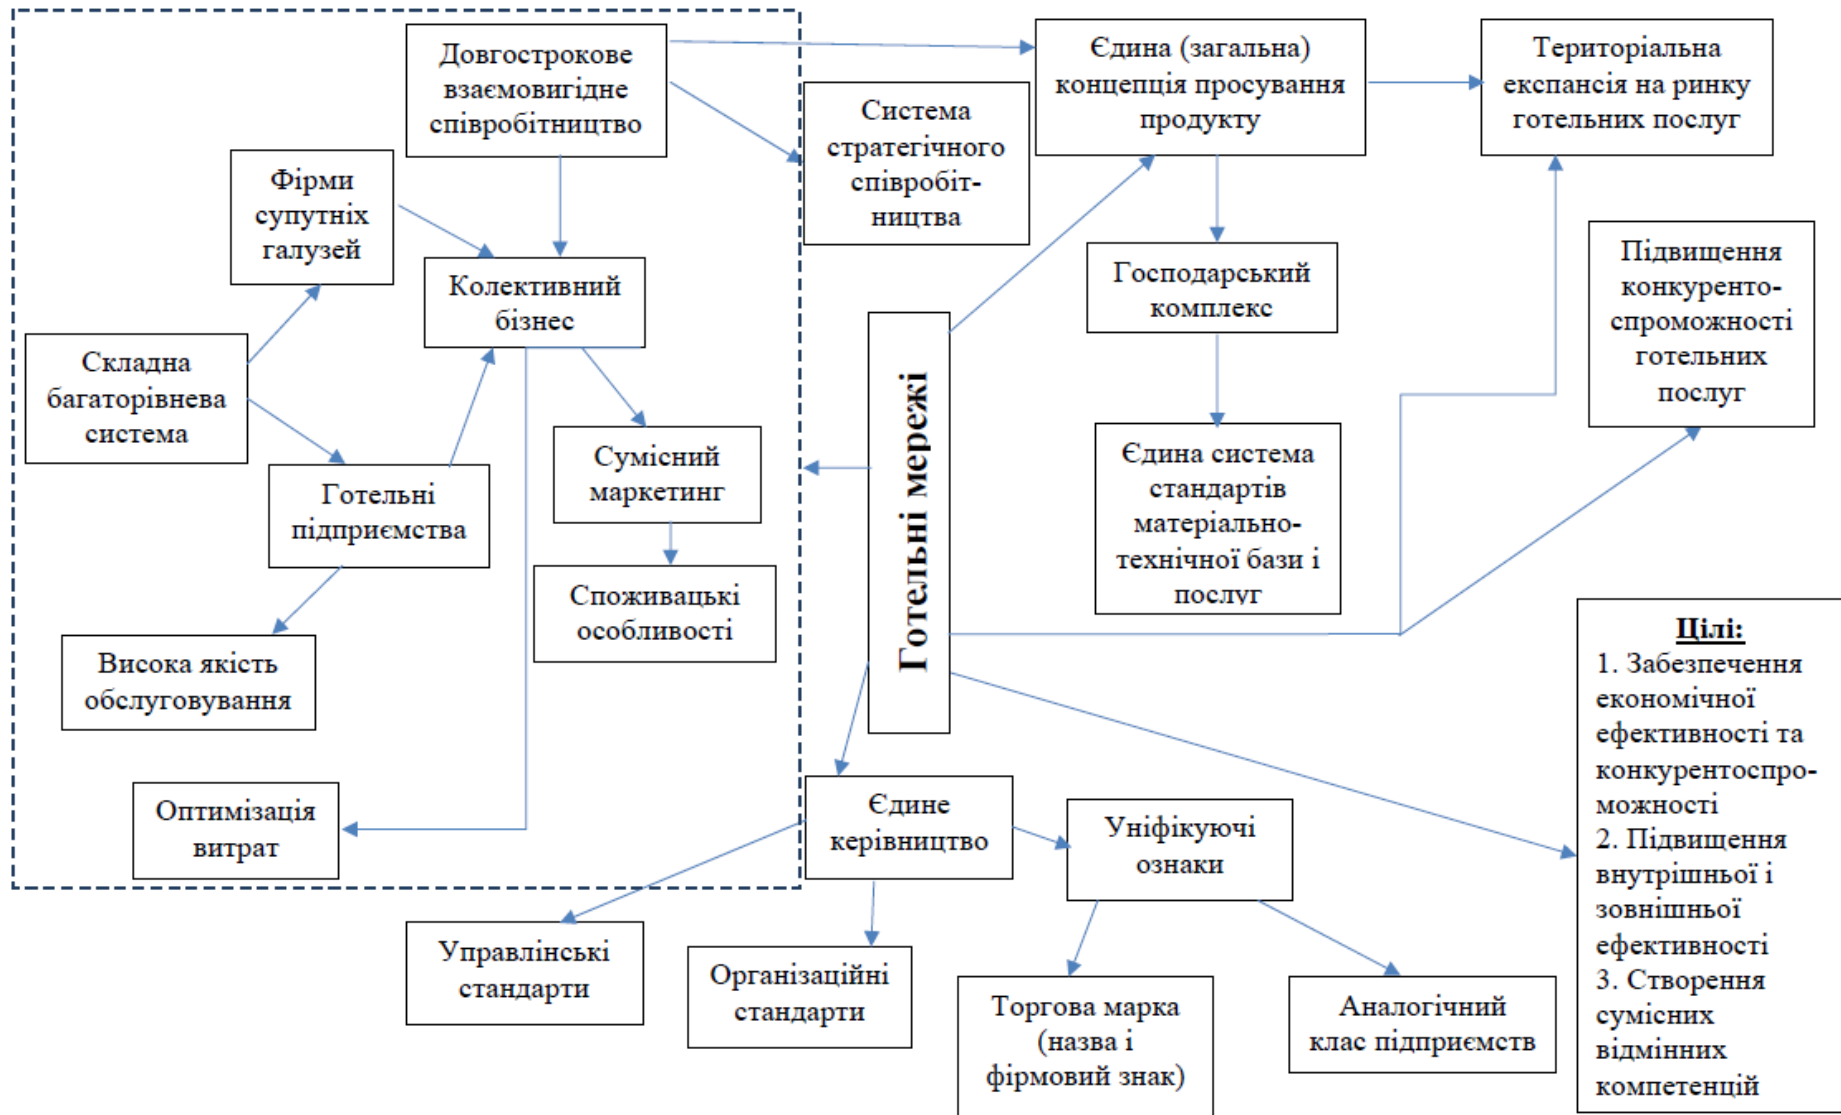 Довгострокове
взаємовигідне
співробітництво
Єдина (загальна)
концепція просування
продукту
Територіальна
експансія на ринку
готельних послуг
Система
стратегічного
співробіт-
ництва
Фірми
супутніх
галузей
Підвищення
конкуренто-
спроможності
готельних
послуг
Колективний
бізнес
Господарський
комплекс
Складна
багаторівнева
система
Готельні мережі
Сумісний
маркетинг
Єдина система
стандартів
матеріально-
технічної бази і
послуг
Готельні
підприємства
Споживацькі
особливості
Висока якість
обслуговування
Оптимізація
витрат
Єдине
керівництво
Уніфікуючі
ознаки
Управлінські
стандарти
Організаційні
стандарти
Торгова марка
(назва і
фірмовий знак)
Аналогічний
клас підприємств
Цілі:
1. Забезпечення
економічної
ефективності та
конкурентоспро-
можності
2. Підвищення
внутрішньої і
зовнішньої
ефективності
3. Створення
сумісних
відмінних
компетенцій